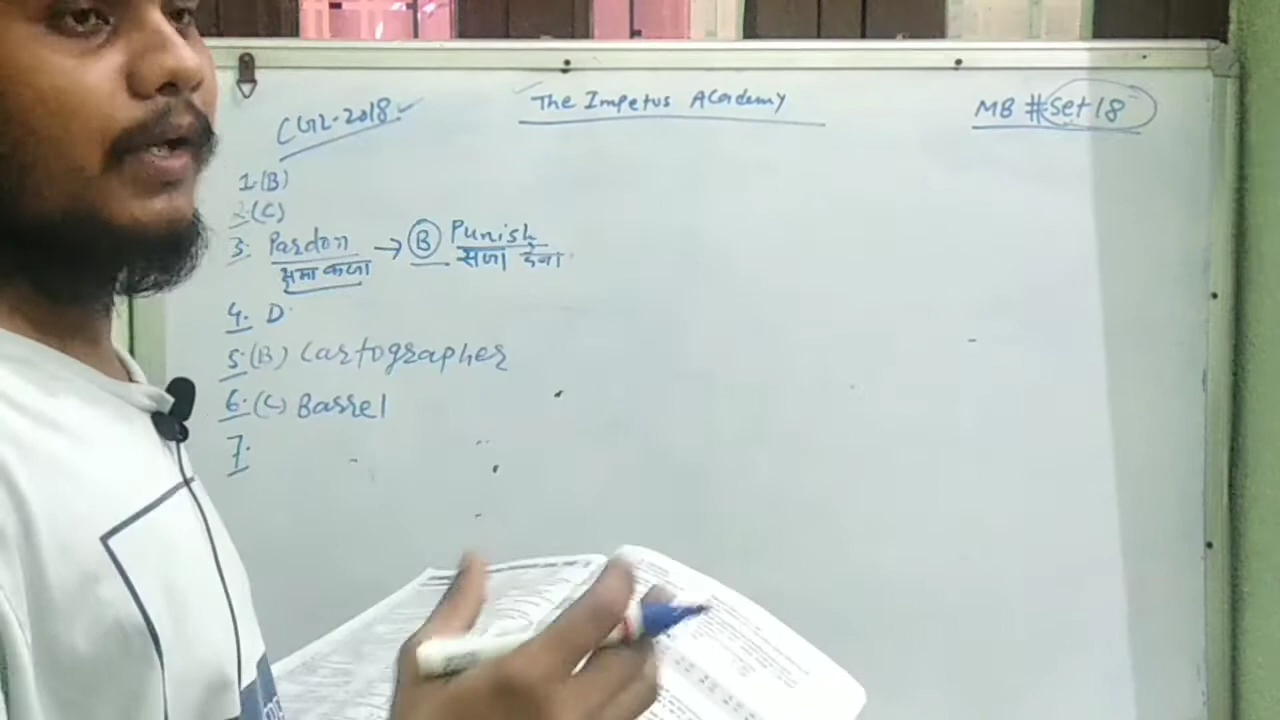 CGL-2018
The Impetus Academy
MB #Set 18
1.(B)
2.(C)
3. Pardon → (B) Punish
क्षमा करना सजा देना
4. D
5.(B) Cartographer
6.(C) Barrel
7.